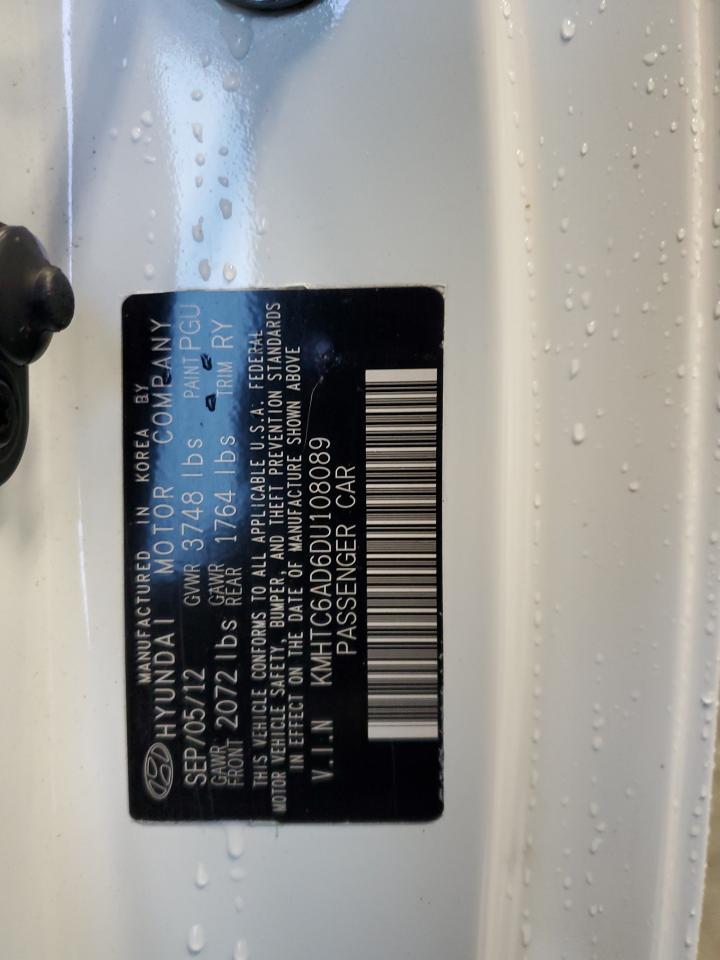 MANUFACTURED IN KOREA BY
HYUNDAI MOTOR COMPANY
SEP/05/12 GVWR 3748 lbs PAINT PGU
GAWR FRONT 2072 lbs GAWR REAR 1764 lbs TRIM RY
THIS VEHICLE CONFORMS TO ALL APPLICABLE U.S.A. FEDERAL
MOTOR VEHICLE SAFETY, BUMPER, AND THEFT PREVENTION STANDARDS
IN EFFECT ON THE DATE OF MANUFACTURE SHOWN ABOVE
V.I.N KMHTC6AD6DU108089
PASSENGER CAR